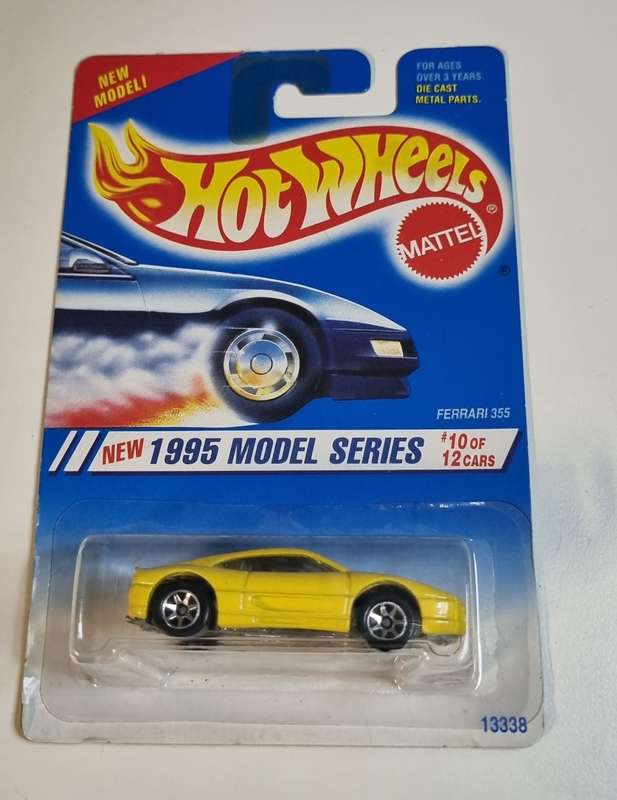 NEW
MODEL!
FOR AGES
OVER 3 YEARS.
DIE CAST
METAL PARTS.
HOT WHEELS
®
MATTEL
®
FERRARI 355
NEW 1995 MODEL SERIES
#10 OF
12 CARS
13338